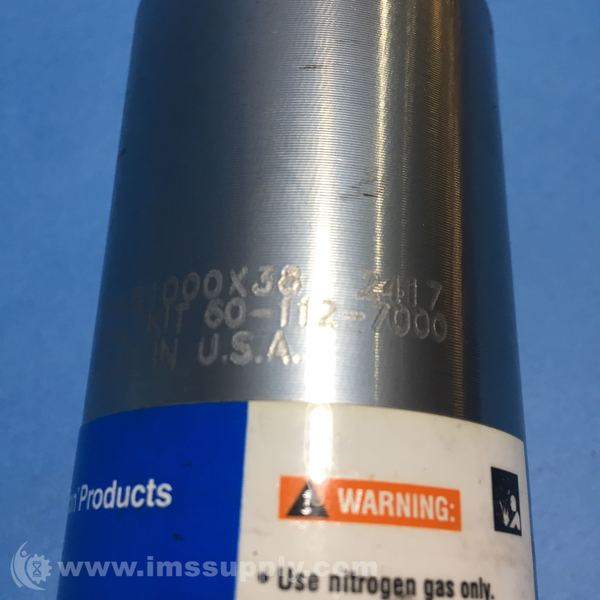 1000X38 2417
KIT 60-112-7000
IN U.S.A.
Products
WARNING:
• Use nitrogen gas only.
www.imssupply.com